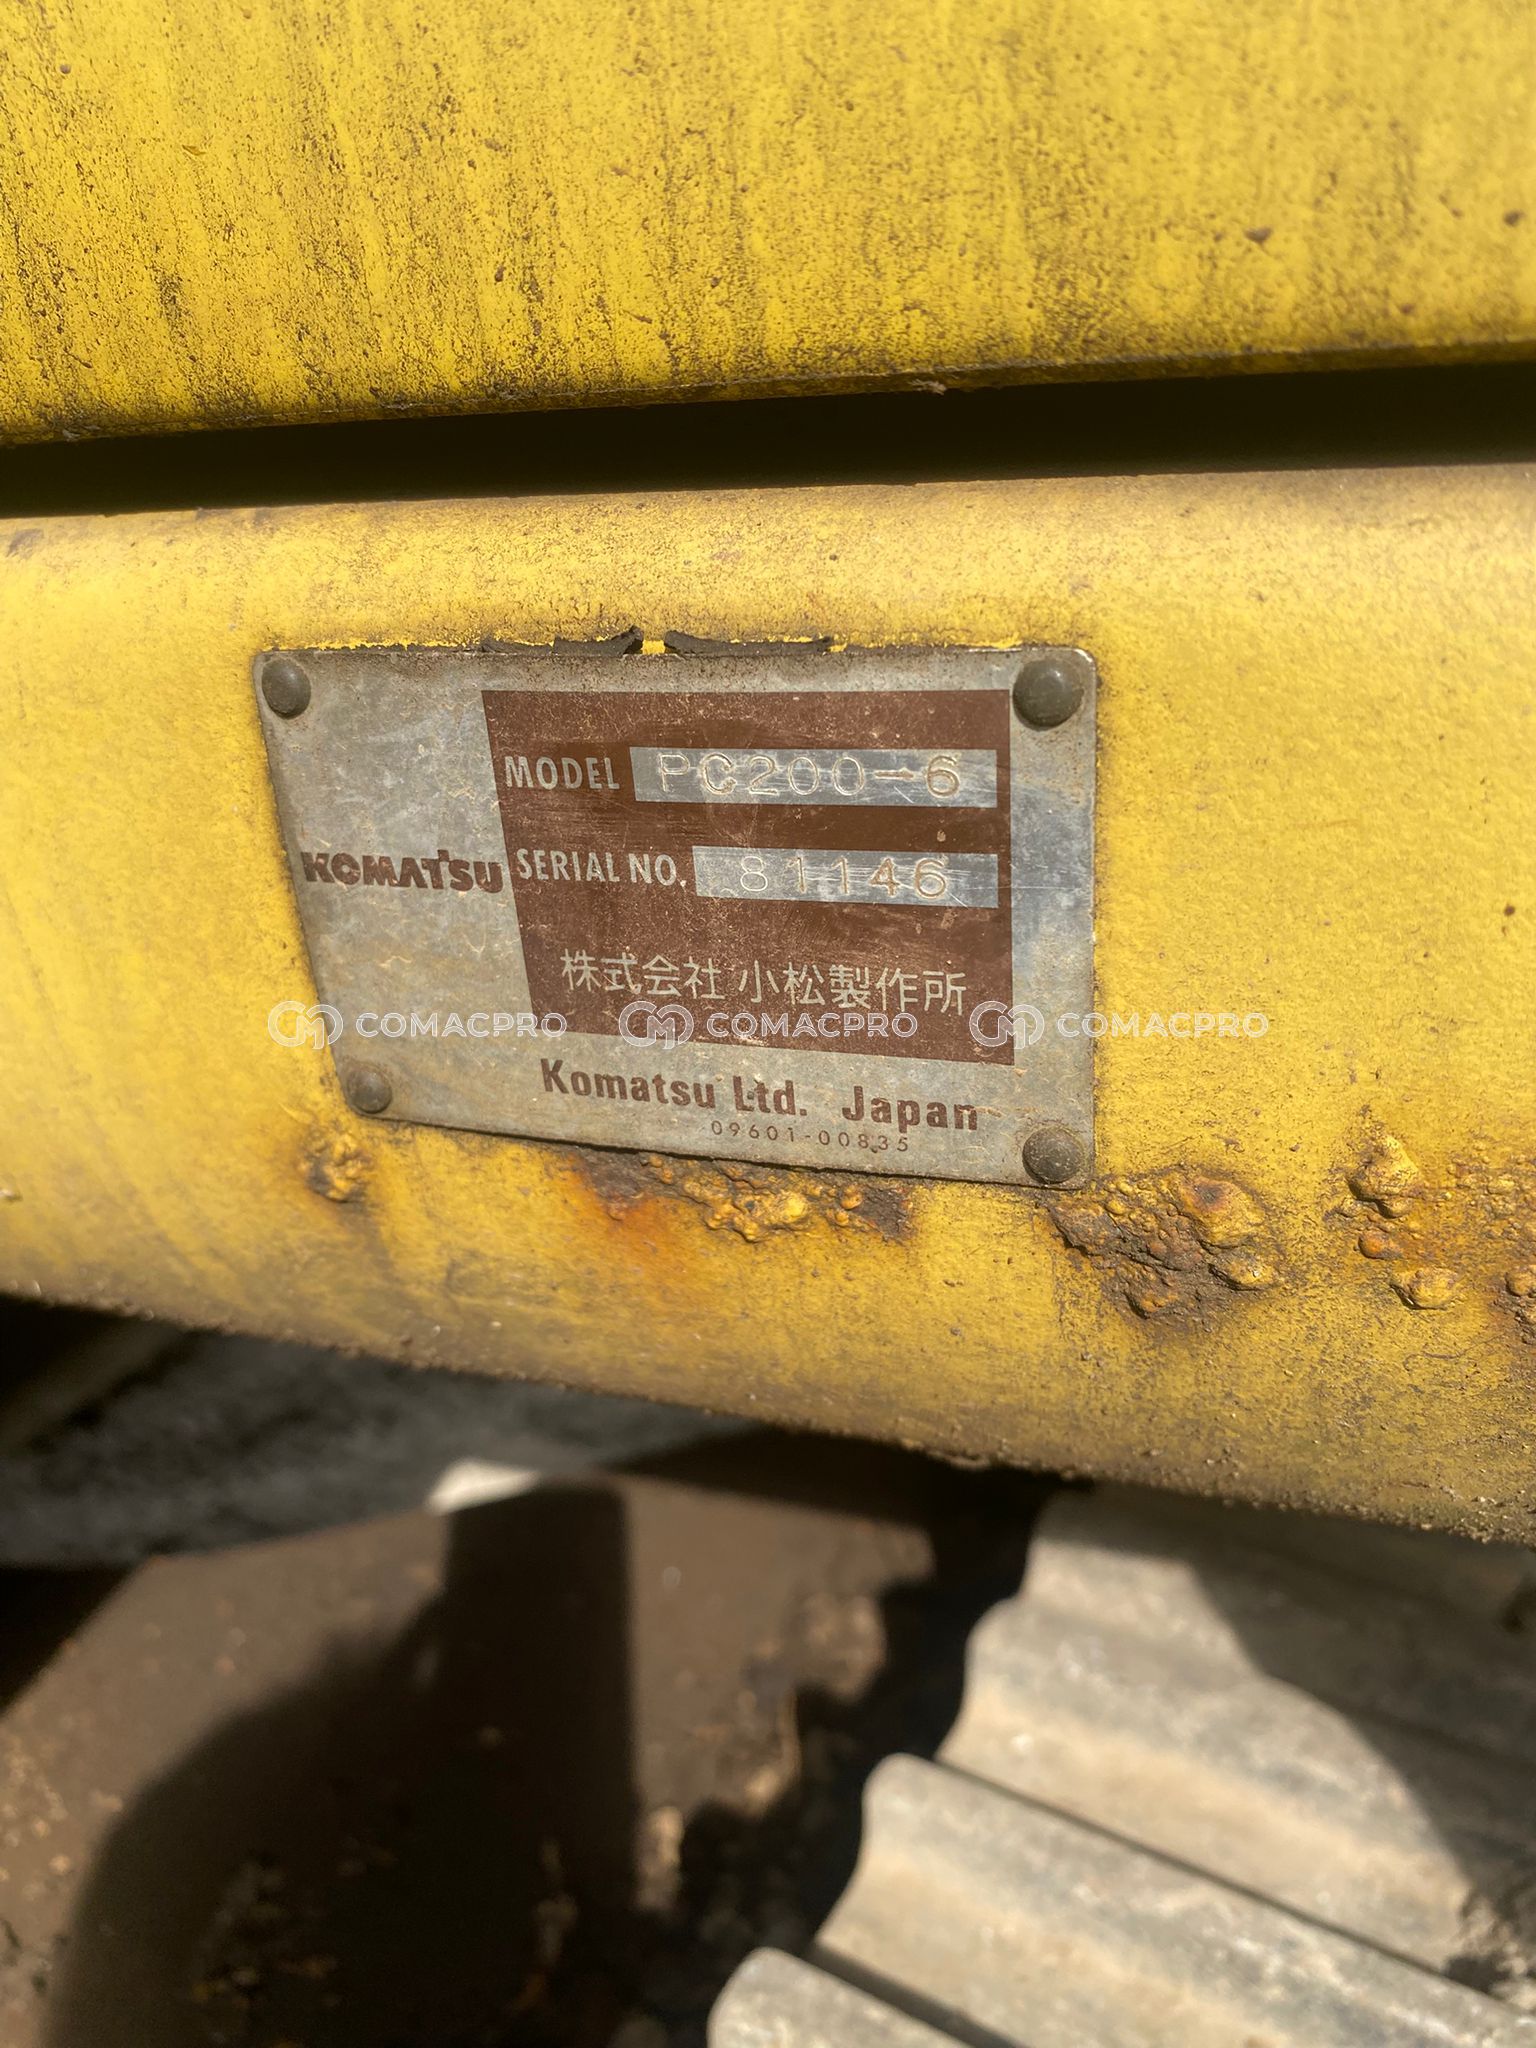 MODEL PC200-6
KOMATSU SERIAL NO. 81146
株式会社 小松製作所
COMACPRO COMACPRO COMACPRO
Komatsu Ltd. Japan
09601-00835